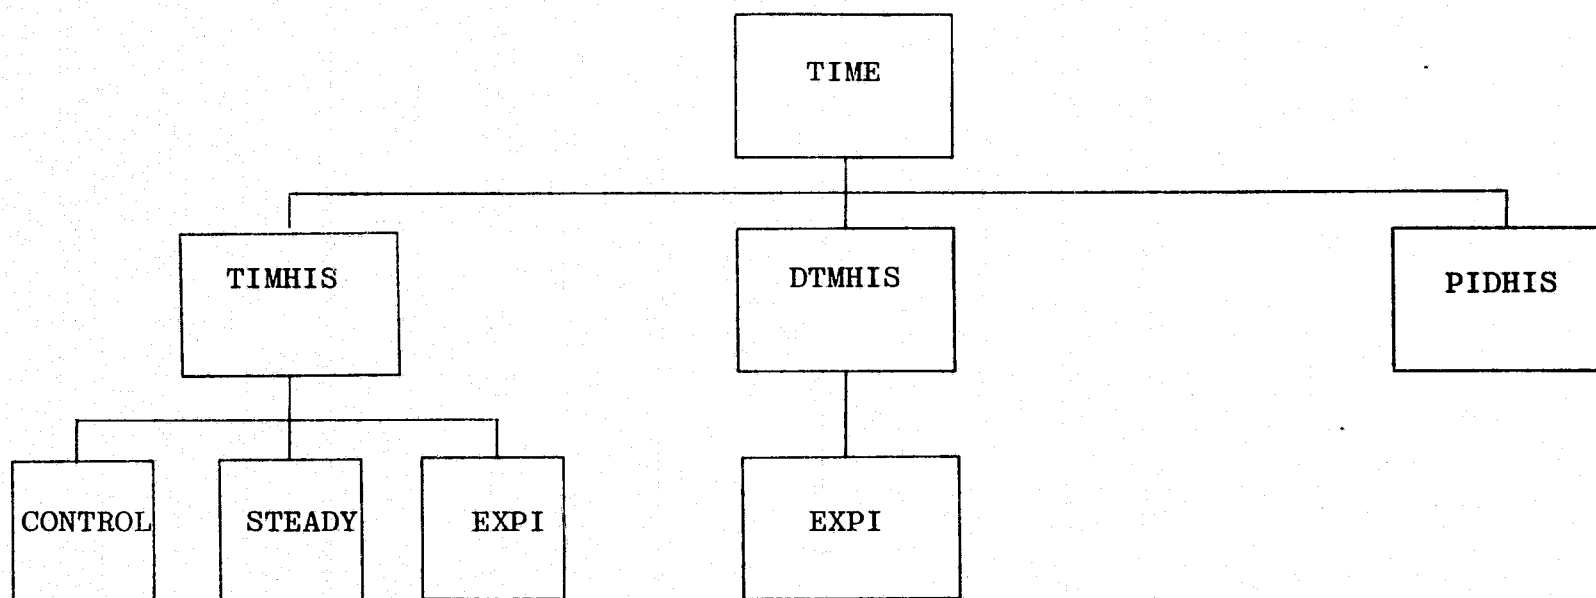 TIME
TIMHIS
DTMHIS
PIDHIS
CONTROL
STEADY
EXPI
EXPI